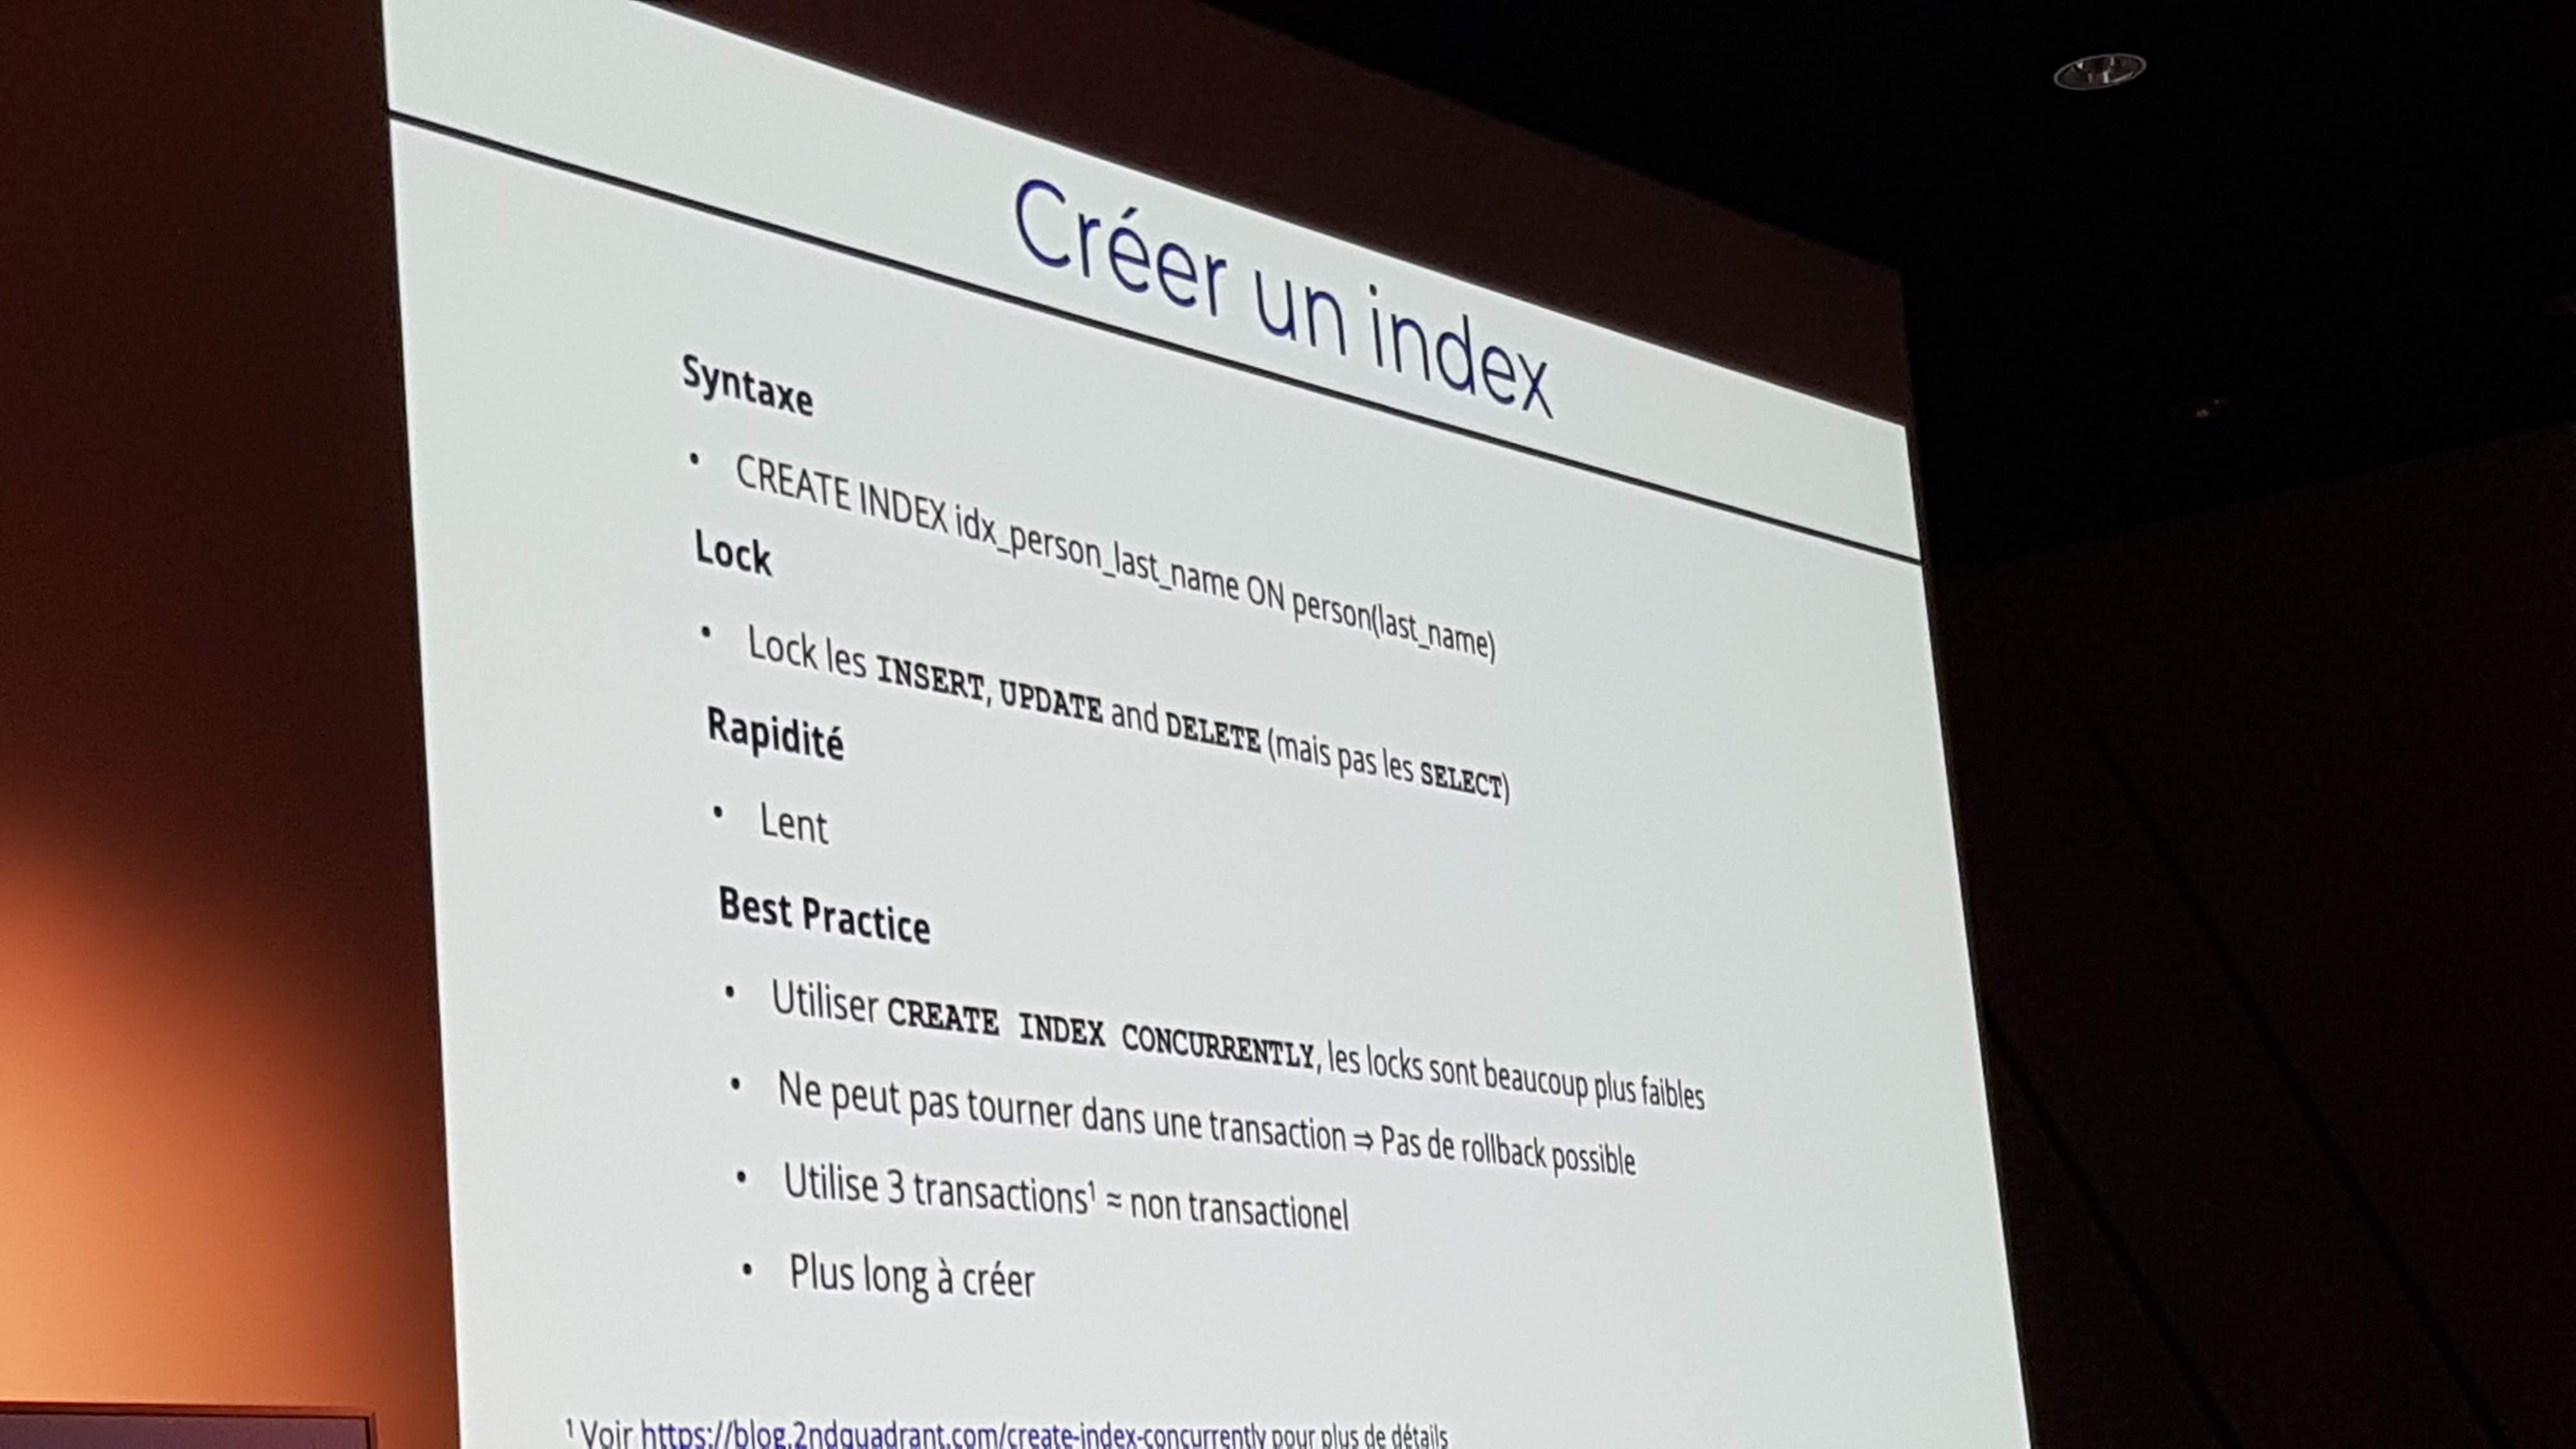 Créer un index
Syntaxe
• CREATE INDEX idx_person_last_name ON person(last_name)
Lock
• Lock les INSERT, UPDATE and DELETE (mais pas les SELECT)
Rapidité
• Lent
Best Practice
• Utiliser CREATE INDEX CONCURRENTLY, les locks sont beaucoup plus faibles
• Ne peut pas tourner dans une transaction ⇒ Pas de rollback possible
• Utilise 3 transactions¹ ≈ non transactionel
• Plus long à créer
¹ Voir https://blog.2ndquadrant.com/create-index-concurrently pour plus de détails